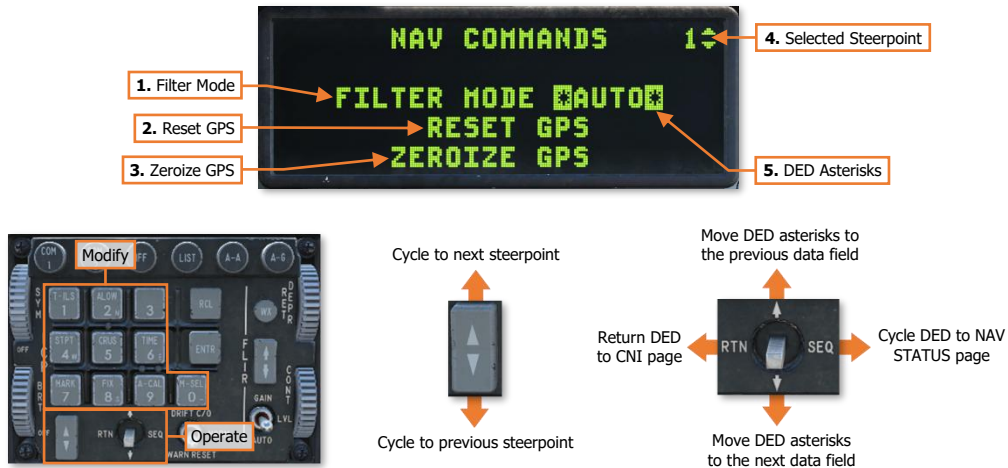 NAV COMMANDS 1
4. Selected Steerpoint
1. Filter Mode
FILTER MODE *AUTO*
2. Reset GPS
RESET GPS
3. Zeroize GPS
ZEROIZE GPS
5. DED Asterisks
COM 1
Modify
FF
LIST
A-A
A-G
SYM
T-ILS 1
ALOW 2 N
3
RCL
WX
RET DEPR
OFF
STPT 4 W
CRUS 5
TIME 6 E
ENTR
FLIR
BRT
MARK 7
FIX 8 S
A-CAL 9
M-SEL 0
CONT
GAIN
LVL
AUTO
DRIFT C/O
OFF
RTN
SEQ
Operate
WARN RESET
Cycle to next steerpoint
Cycle to previous steerpoint
Move DED asterisks to
the previous data field
Return DED
to CNI page
RTN
SEQ
Cycle DED to NAV
STATUS page
Move DED asterisks
to the next data field